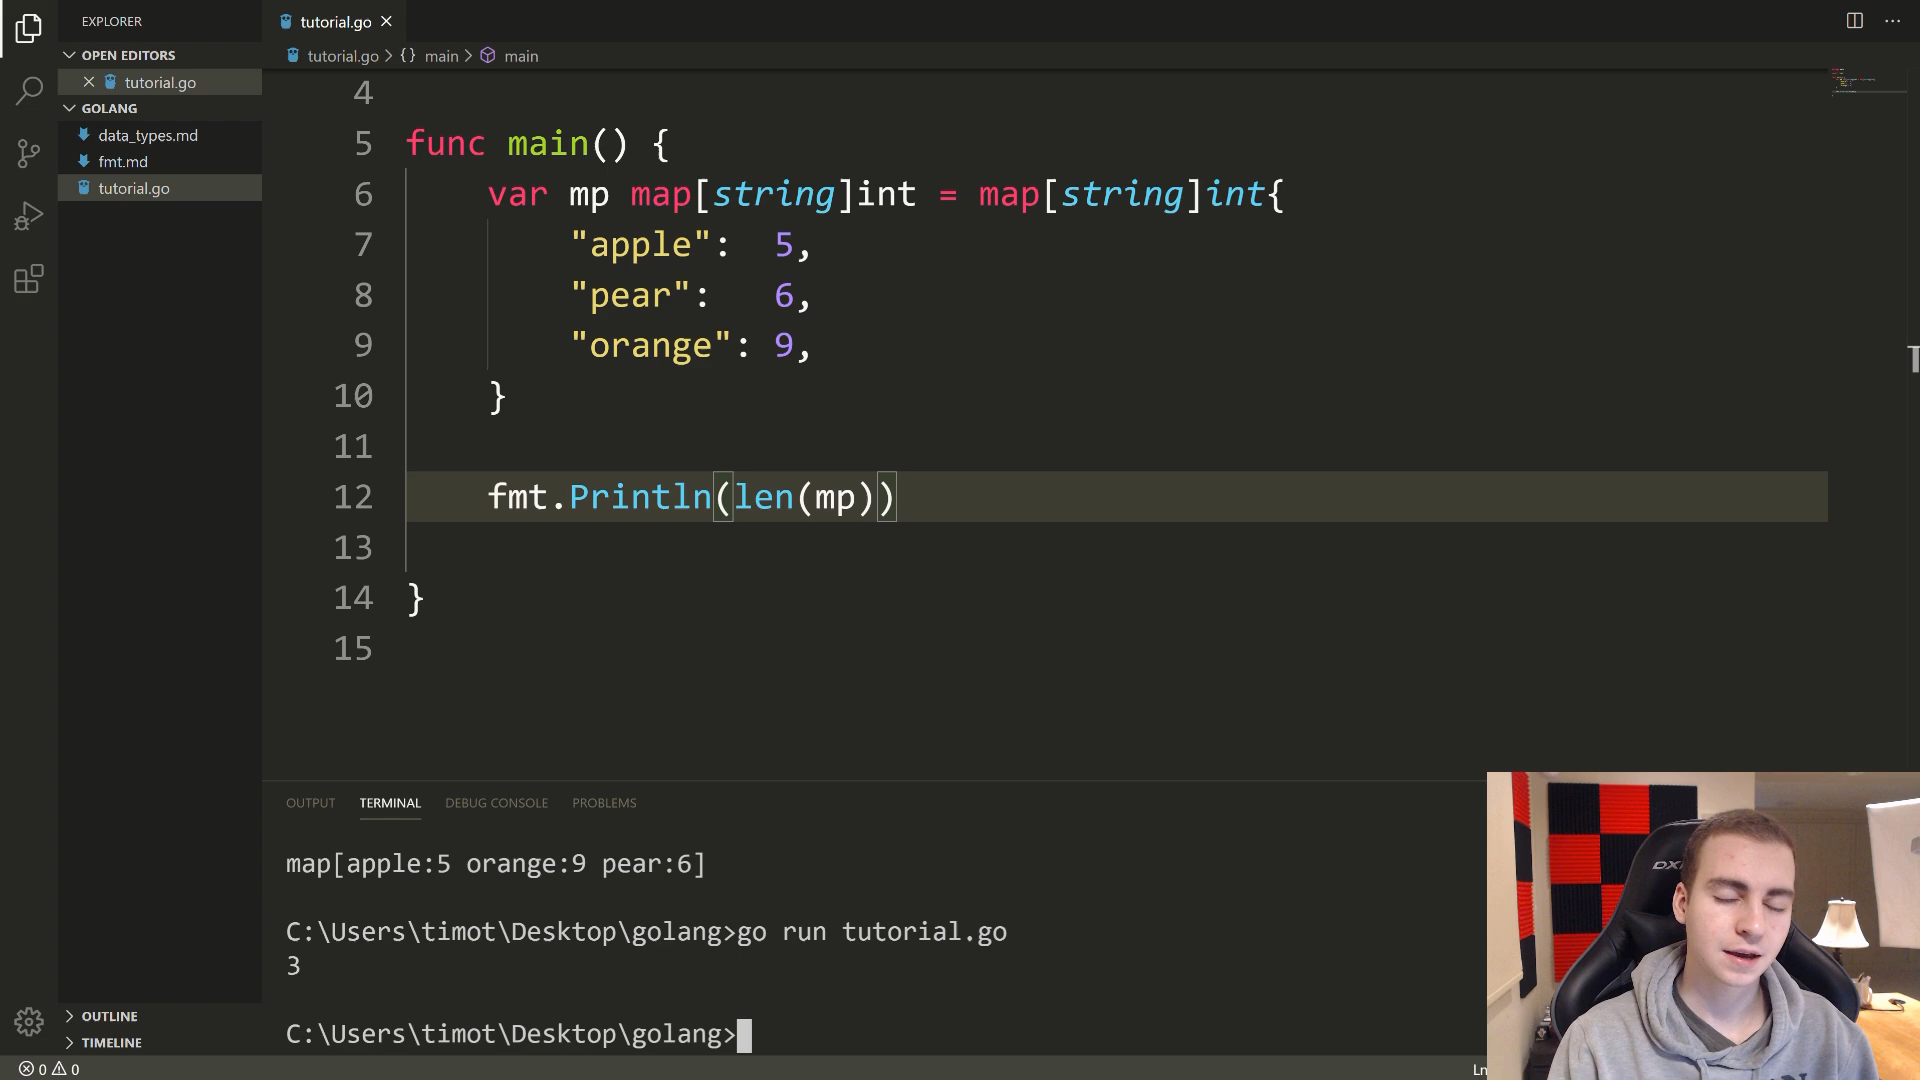 EXPLORER
OPEN EDITORS
tutorial.go
GOLANG
data_types.md
fmt.md
tutorial.go
OUTLINE
TIMELINE
0 0
tutorial.go
tutorial.go > {} main > main
4
5 func main() {
6 var mp map[string]int = map[string]int{
7 "apple": 5,
8 "pear": 6,
9 "orange": 9,
10 }
11
12 fmt.Println(len(mp))
13
14 }
15
OUTPUT TERMINAL DEBUG CONSOLE PROBLEMS
map[apple:5 orange:9 pear:6]
C:\Users\timot\Desktop\golang>go run tutorial.go
3
C:\Users\timot\Desktop\golang>
Ln